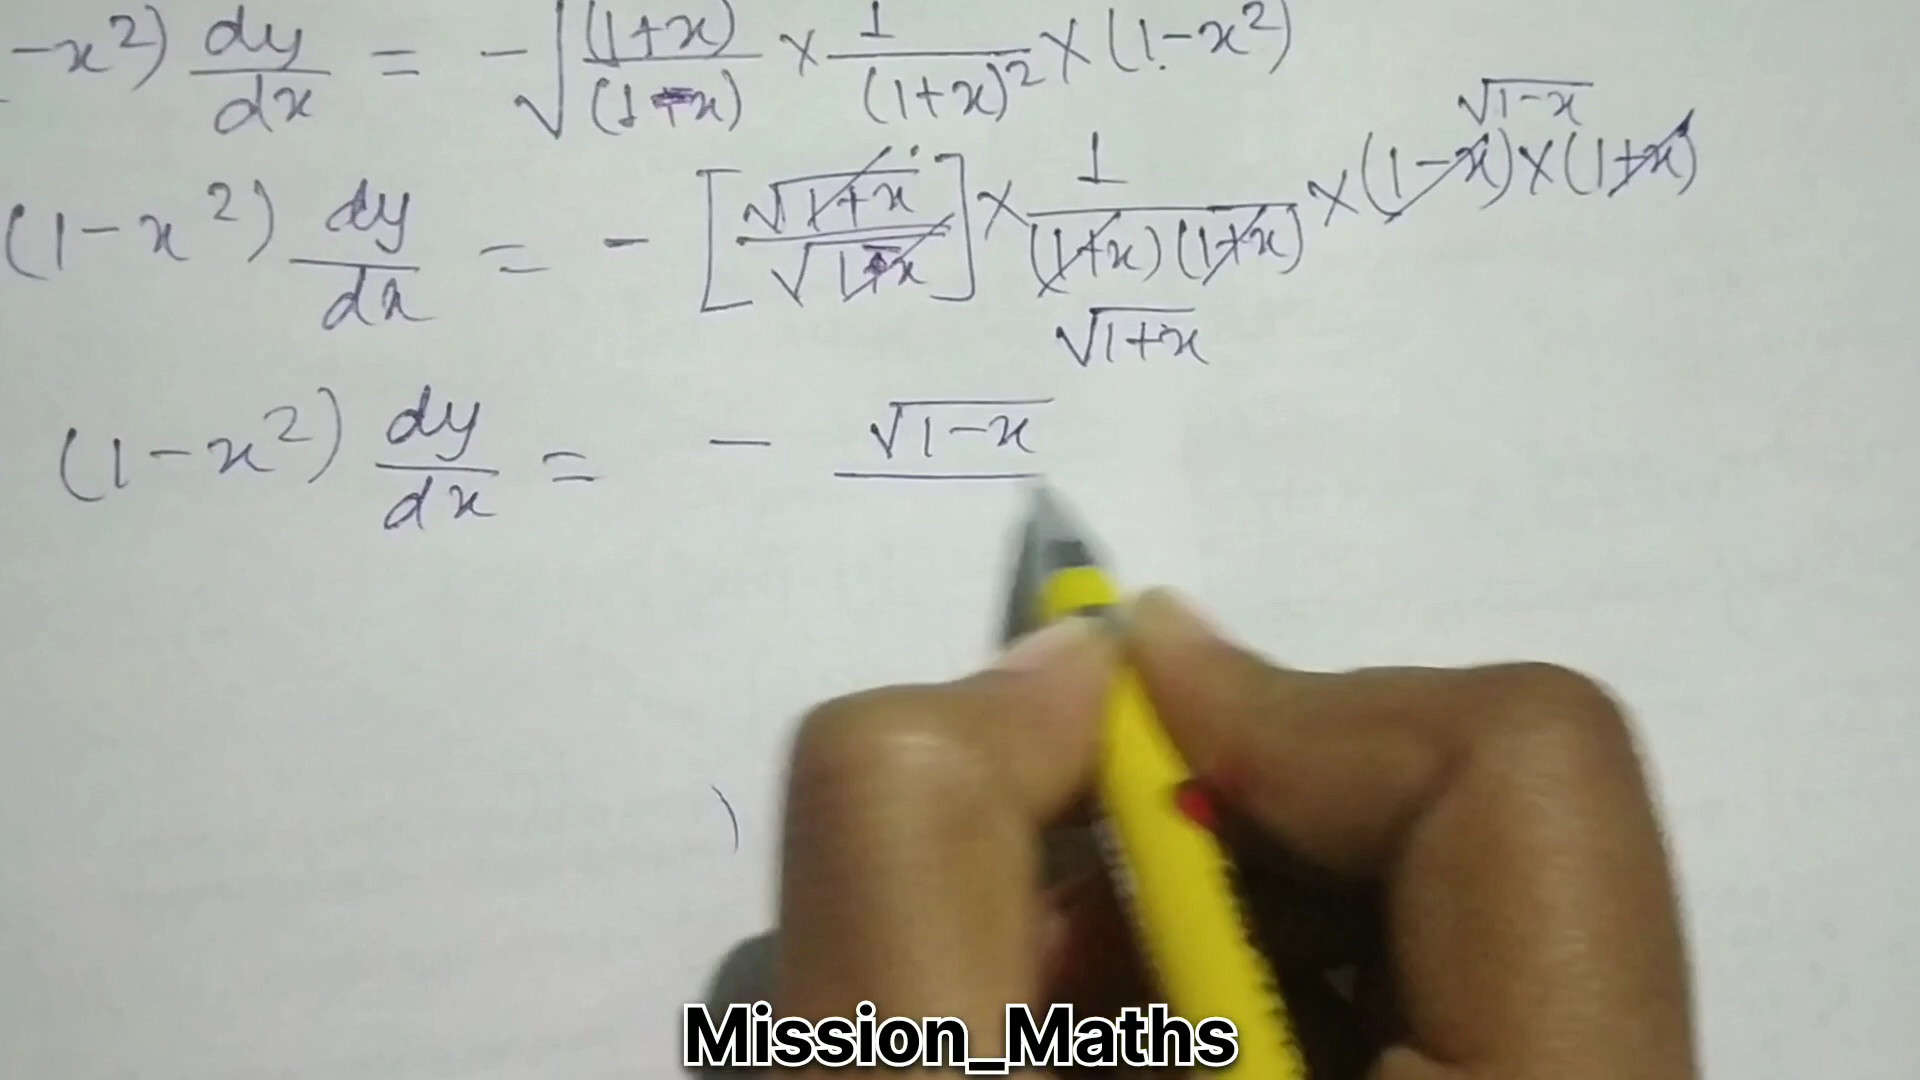 -x²) dy/dx = -√((1+x)/(1-x)) × 1/(1+x)² × (1-x²)
√1-x
(1-x²) dy/dx = -[√1+x/√1-x] × 1/(1+x)(1+x) × (1-x)×(1+x)
√1+x
(1-x²) dy/dx = - √1-x
)
Mission_Maths